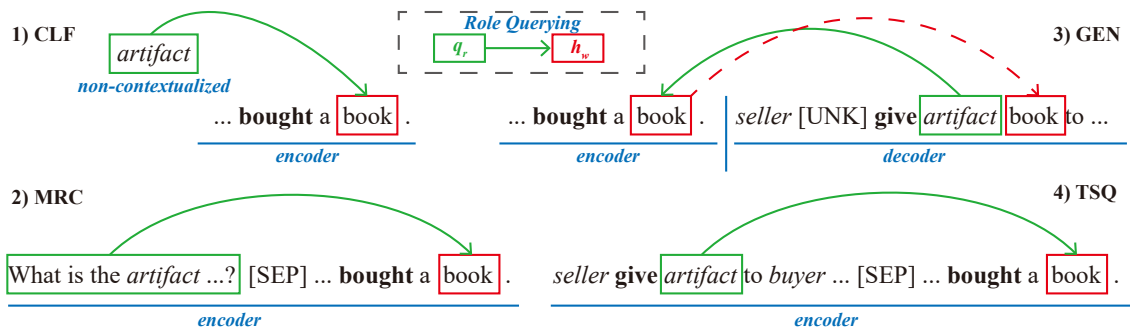 1) CLF
artifact
non-contextualized
... bought a book .
encoder
Role Querying
q_r h_w
3) GEN
... bought a book . seller [UNK] give artifact book to ...
encoder decoder
2) MRC
What is the artifact ...? [SEP] ... bought a book .
encoder
4) TSQ
seller give artifact to buyer ... [SEP] ... bought a book .
encoder